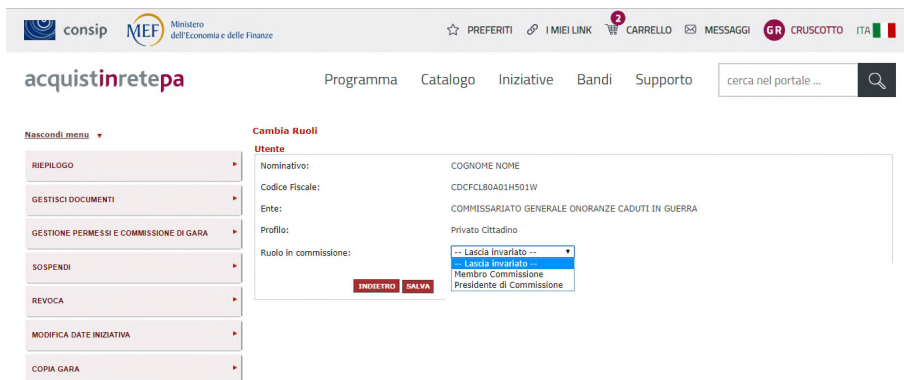 consip MEF Ministero dell'Economia e delle Finanze PREFERITI I MIEI LINK 2 CARRELLO MESSAGGI GR CRUSCOTTO ITA
acquistinretepa Programma Catalogo Iniziative Bandi Supporto cerca nel portale ...
Nascondi menu
RIEPILOGO
GESTISCI DOCUMENTI
GESTIONE PERMESSI E COMMISSIONE DI GARA
SOSPENDI
REVOCA
MODIFICA DATE INIZIATIVA
COPIA GARA
Cambia Ruoli
Utente
Nominativo: COGNOME NOME
Codice Fiscale: CDCFCL80A01H501W
Ente: COMMISSARIATO GENERALE ONORANZE CADUTI IN GUERRA
Profilo: Privato Cittadino
Ruolo in commissione: -- Lascia invariato --
-- Lascia invariato --
Membro Commissione
Presidente di Commissione
INDIETRO SALVA